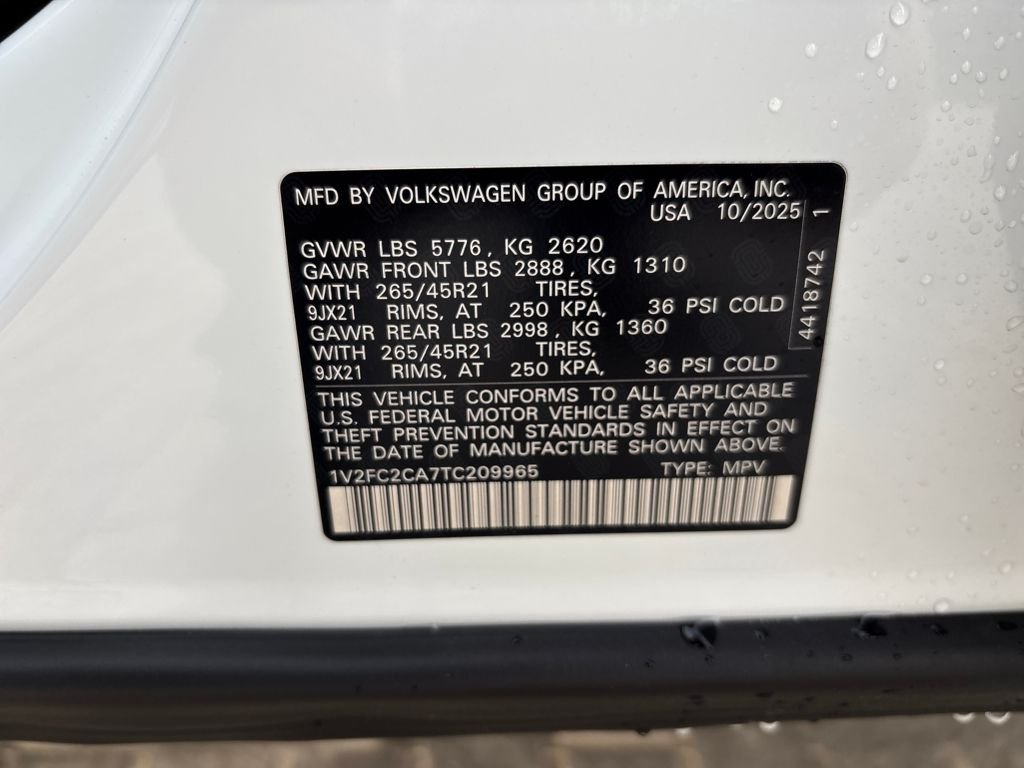 MFD BY VOLKSWAGEN GROUP OF AMERICA, INC.
USA 10/2025
GVWR LBS 5776, KG 2620
GAWR FRONT LBS 2888, KG 1310
WITH 265/45R21 TIRES,
9JX21 RIMS, AT 250 KPA, 36 PSI COLD
GAWR REAR LBS 2998, KG 1360
WITH 265/45R21 TIRES,
9JX21 RIMS, AT 250 KPA, 36 PSI COLD
THIS VEHICLE CONFORMS TO ALL APPLICABLE
U.S. FEDERAL MOTOR VEHICLE SAFETY AND
THEFT PREVENTION STANDARDS IN EFFECT ON
THE DATE OF MANUFACTURE SHOWN ABOVE.
1V2FC2CA7TC209965 TYPE: MPV
4418742 1